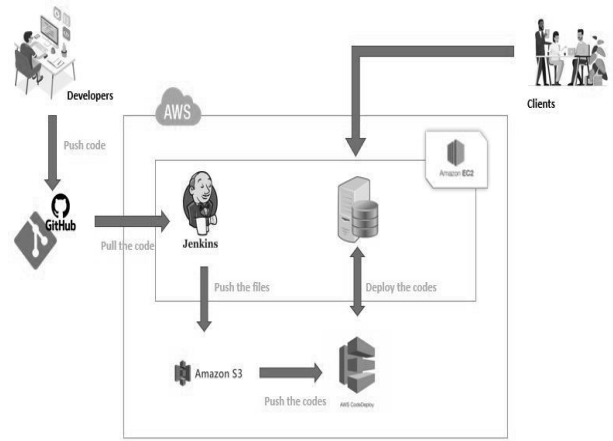 Developers
Clients
AWS
Push code
Amazon EC2
GitHub
Pull the code
Jenkins
Push the files
Deploy the codes
Amazon S3
Push the codes
AWS CodeDeploy